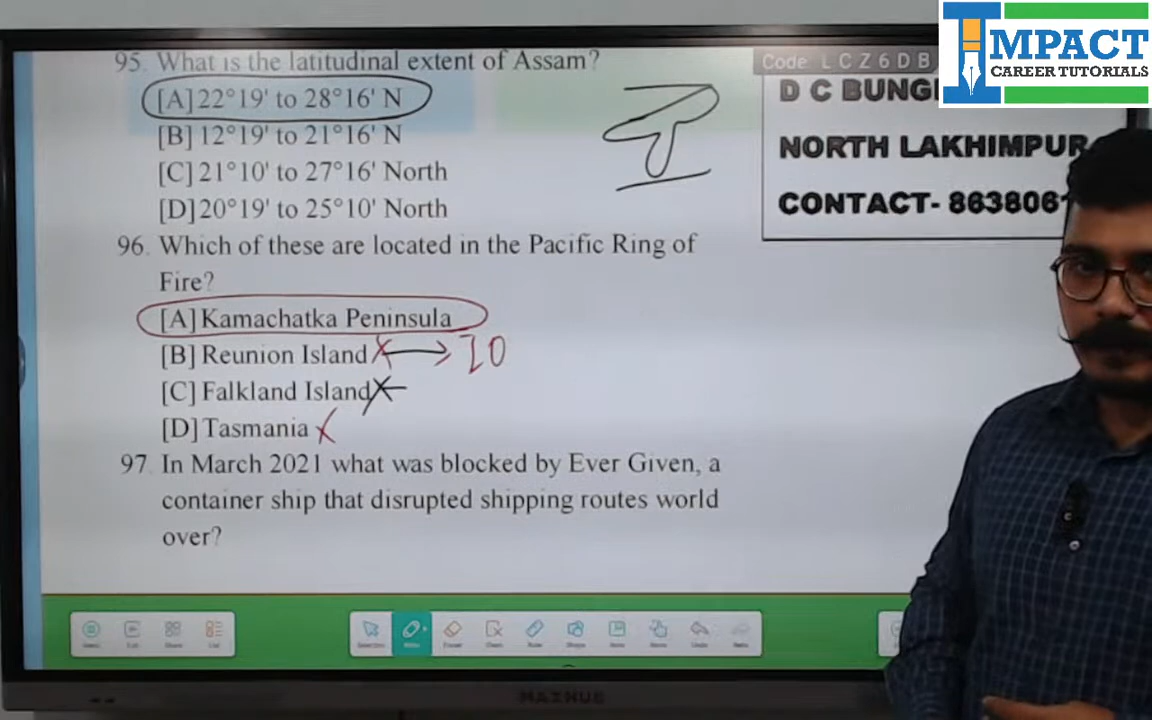 IMPACT
CAREER TUTORIALS
95. What is the latitudinal extent of Assam?
[A] 22°19' to 28°16' N
[B] 12°19' to 21°16' N
[C] 21°10' to 27°16' North
[D] 20°19' to 25°10' North
96. Which of these are located in the Pacific Ring of
Fire?
[A] Kamachatka Peninsula
[B] Reunion Island → IO
[C] Falkland Island
[D] Tasmania
97. In March 2021 what was blocked by Ever Given, a
container ship that disrupted shipping routes world
over?
Code: L C Z 6 D B
D C BUNG
NORTH LAKHIMPUR
CONTACT- 863806
MAXHUB